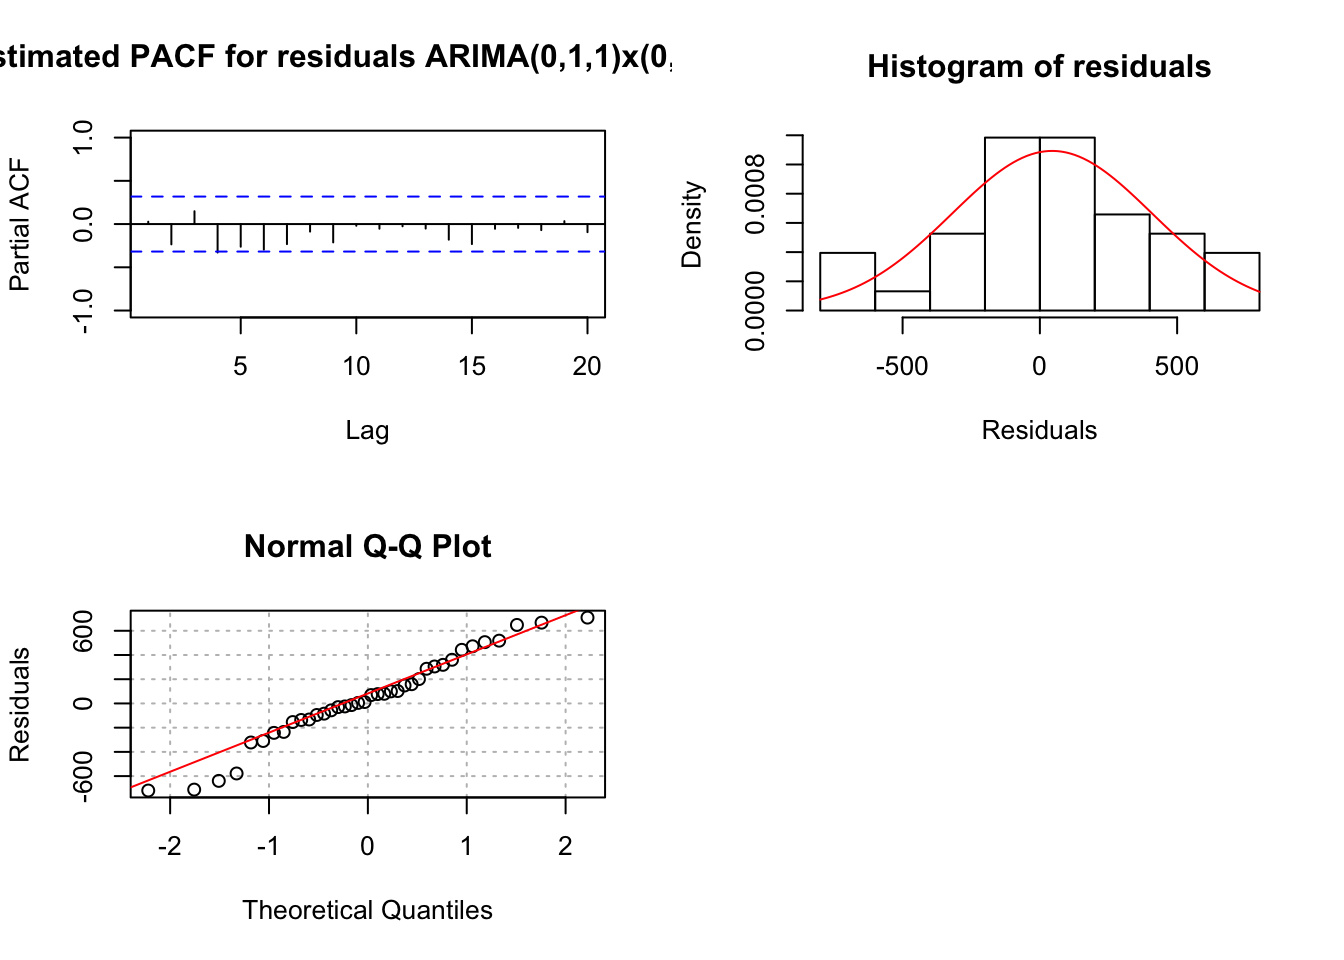 stimated PACF for residuals ARIMA(0,1,1)x(0,
Partial ACF
1.0
0.0
-1.0
5
10
15
20
Lag
Histogram of residuals
Density
0.0008
0.0000
-500
0
500
Residuals
Normal Q-Q Plot
Residuals
600
0
-600
-2
-1
0
1
2
Theoretical Quantiles